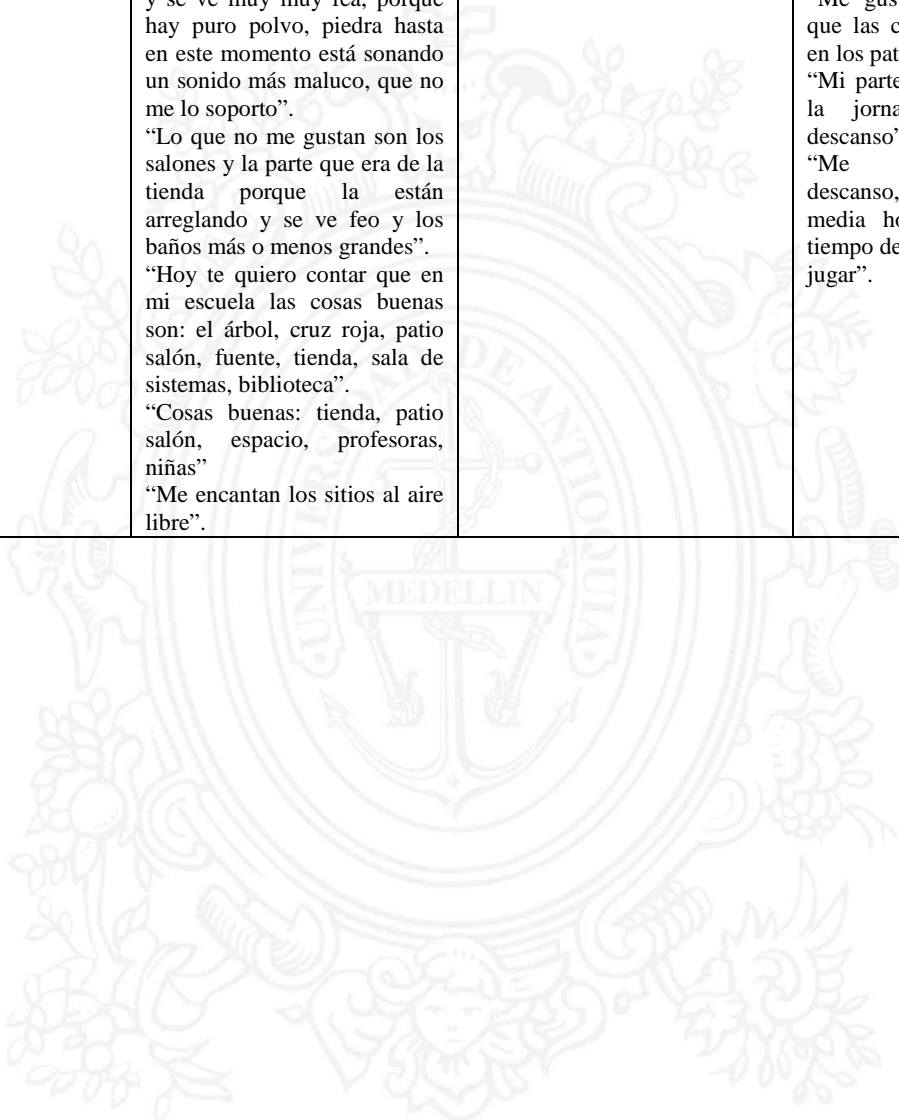 y se ve muy muy fea, porque
hay puro polvo, piedra hasta
en este momento está sonando
un sonido más maluco, que no
me lo soporto”.
“Lo que no me gustan son los
salones y la parte que era de la
tienda porque la están
arreglando y se ve feo y los
baños más o menos grandes”.
“Hoy te quiero contar que en
mi escuela las cosas buenas
son: el árbol, cruz roja, patio
salón, fuente, tienda, sala de
sistemas, biblioteca”.
“Cosas buenas: tienda, patio
salón, espacio, profesoras,
niñas”
“Me encantan los sitios al aire
libre”.
“Me
que las
en los
“Mi parte
la
descanso”
“Me
descanso,
media
tiempo
jugar”.
UNIVERSIDAD DE ANTIOQUIA
MEDELLIN